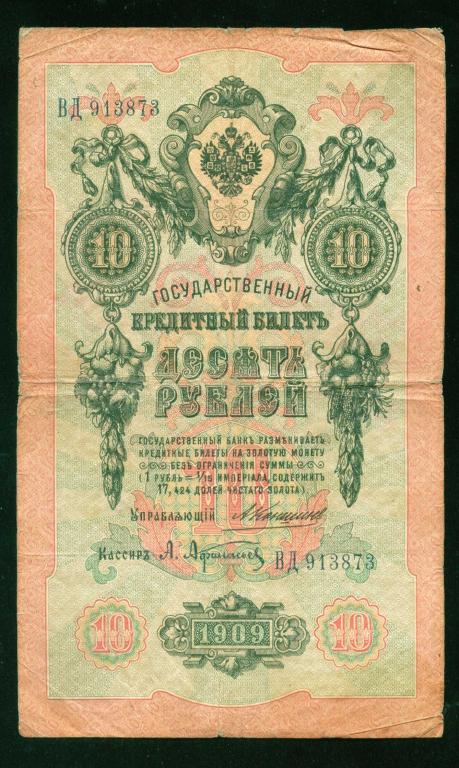 ВД 913873
10 10
ГОСУДАРСТВЕННЫЙ
КРЕДИТНЫЙ БИЛЕТЪ
ДЕСЯТЬ
РУБЛЕЙ
10
ГОСУДАРСТВЕННЫЙ БАНКЪ РАЗМѢНИВАЕТЪ
КРЕДИТНЫЕ БИЛЕТЫ НА ЗОЛОТУЮ МОНЕТУ
БЕЗЪ ОГРАНИЧЕНІЯ СУММЫ
(1 РУБЛЬ = 1/15 ИМПЕРІАЛА, СОДЕРЖИТЪ
17,424 ДОЛЕЙ ЧИСТАГО ЗОЛОТА)
УПРАВЛЯЮЩІЙ
КАССИРЪ А. Афанасьев ВД 913873
10 1909 10